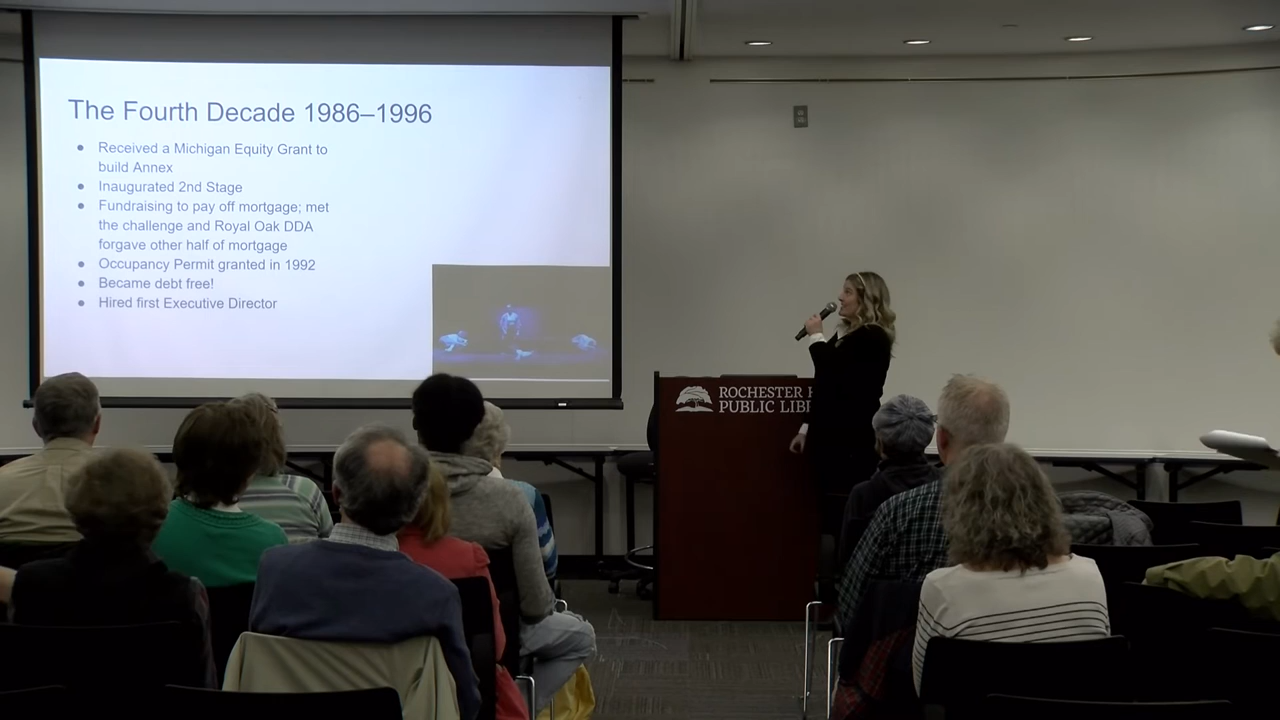 The Fourth Decade 1986–1996
● Received a Michigan Equity Grant to
build Annex
● Inaugurated 2nd Stage
● Fundraising to pay off mortgage; met
the challenge and Royal Oak DDA
forgave other half of mortgage
● Occupancy Permit granted in 1992
● Became debt free!
● Hired first Executive Director
ROCHESTER H
PUBLIC LIB